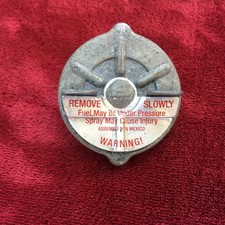 REMOVE SLOWLY
Fuel May Be Under Pressure
Spray May Cause Injury
ASSEMBLED IN MEXICO
WARNING!